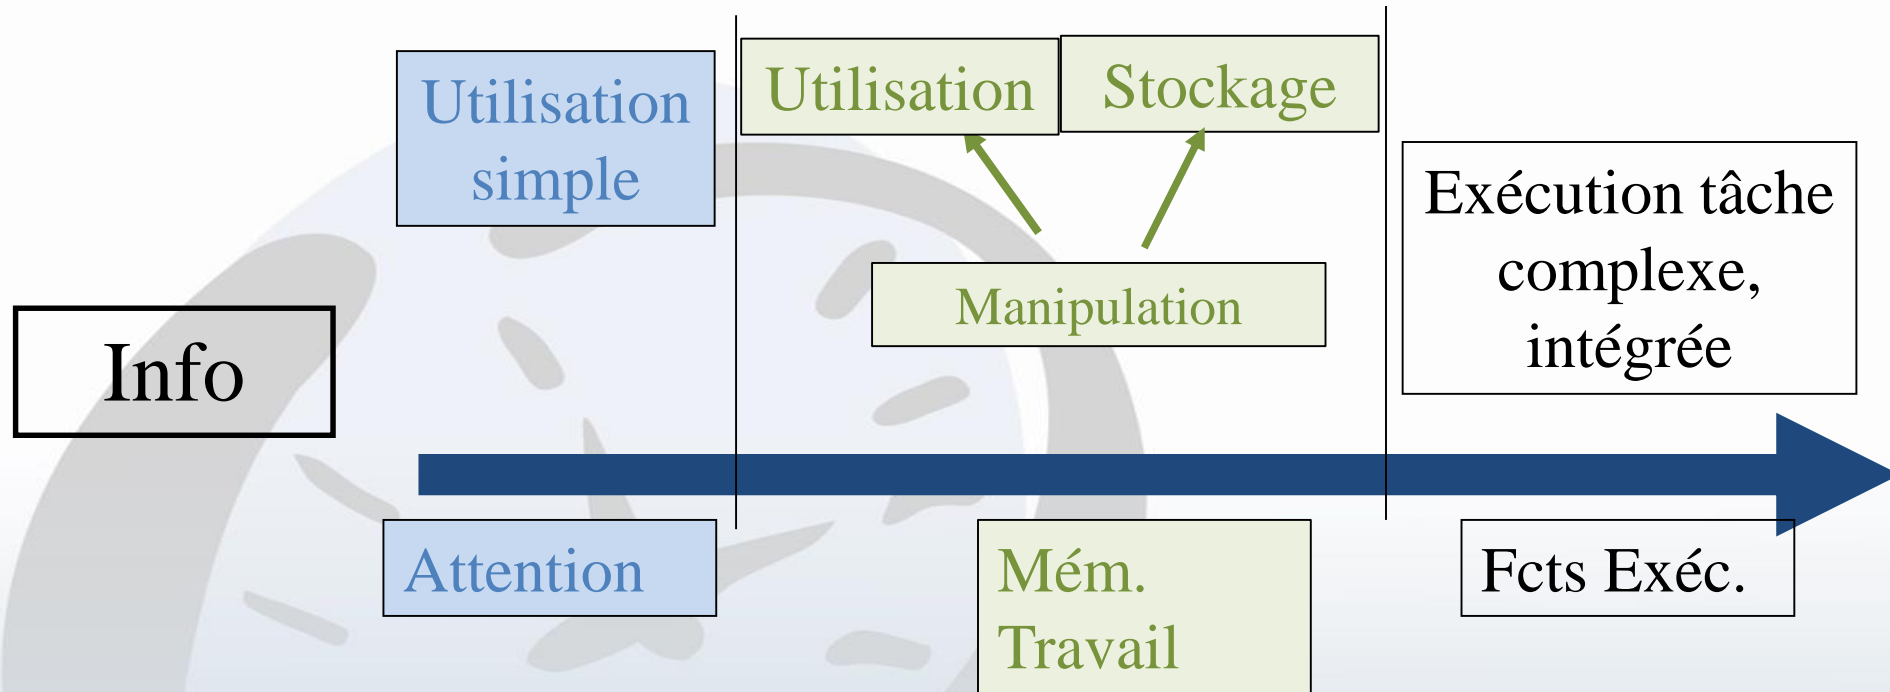 Info
Utilisation
simple
Utilisation
Stockage
Manipulation
Exécution tâche
complexe,
intégrée
Attention
Mém.
Travail
Fcts Exéc.